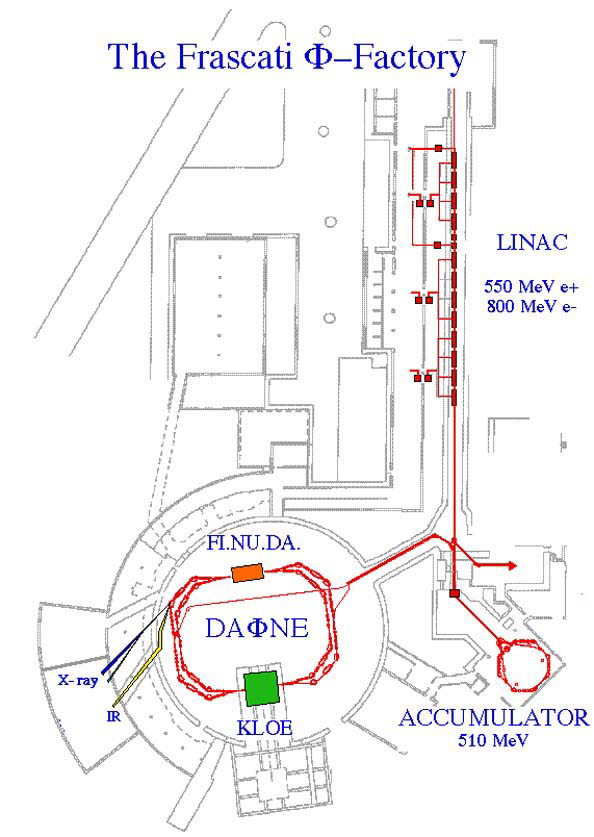 The Frascati Φ–Factory
LINAC
550 MeV e+
800 MeV e-
FI.NU.DA.
DAΦNE
X- ray
IR
KLOE
ACCUMULATOR
510 MeV